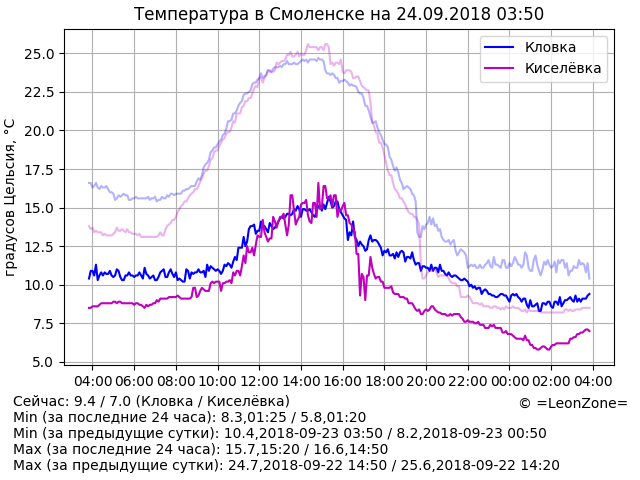 Температура в Смоленске на 24.09.2018 03:50
градусов Цельсия, °C
25.0
22.5
20.0
17.5
15.0
12.5
10.0
7.5
5.0
Кловка
Киселёвка
04:00 06:00 08:00 10:00 12:00 14:00 16:00 18:00 20:00 22:00 00:00 02:00 04:00
Сейчас: 9.4 / 7.0 (Кловка / Киселёвка)
© =LeonZone=
Min (за последние 24 часа): 8.3,01:25 / 5.8,01:20
Min (за предыдущие сутки): 10.4,2018-09-23 03:50 / 8.2,2018-09-23 00:50
Max (за последние 24 часа): 15.7,15:20 / 16.6,14:50
Max (за предыдущие сутки): 24.7,2018-09-22 14:50 / 25.6,2018-09-22 14:20